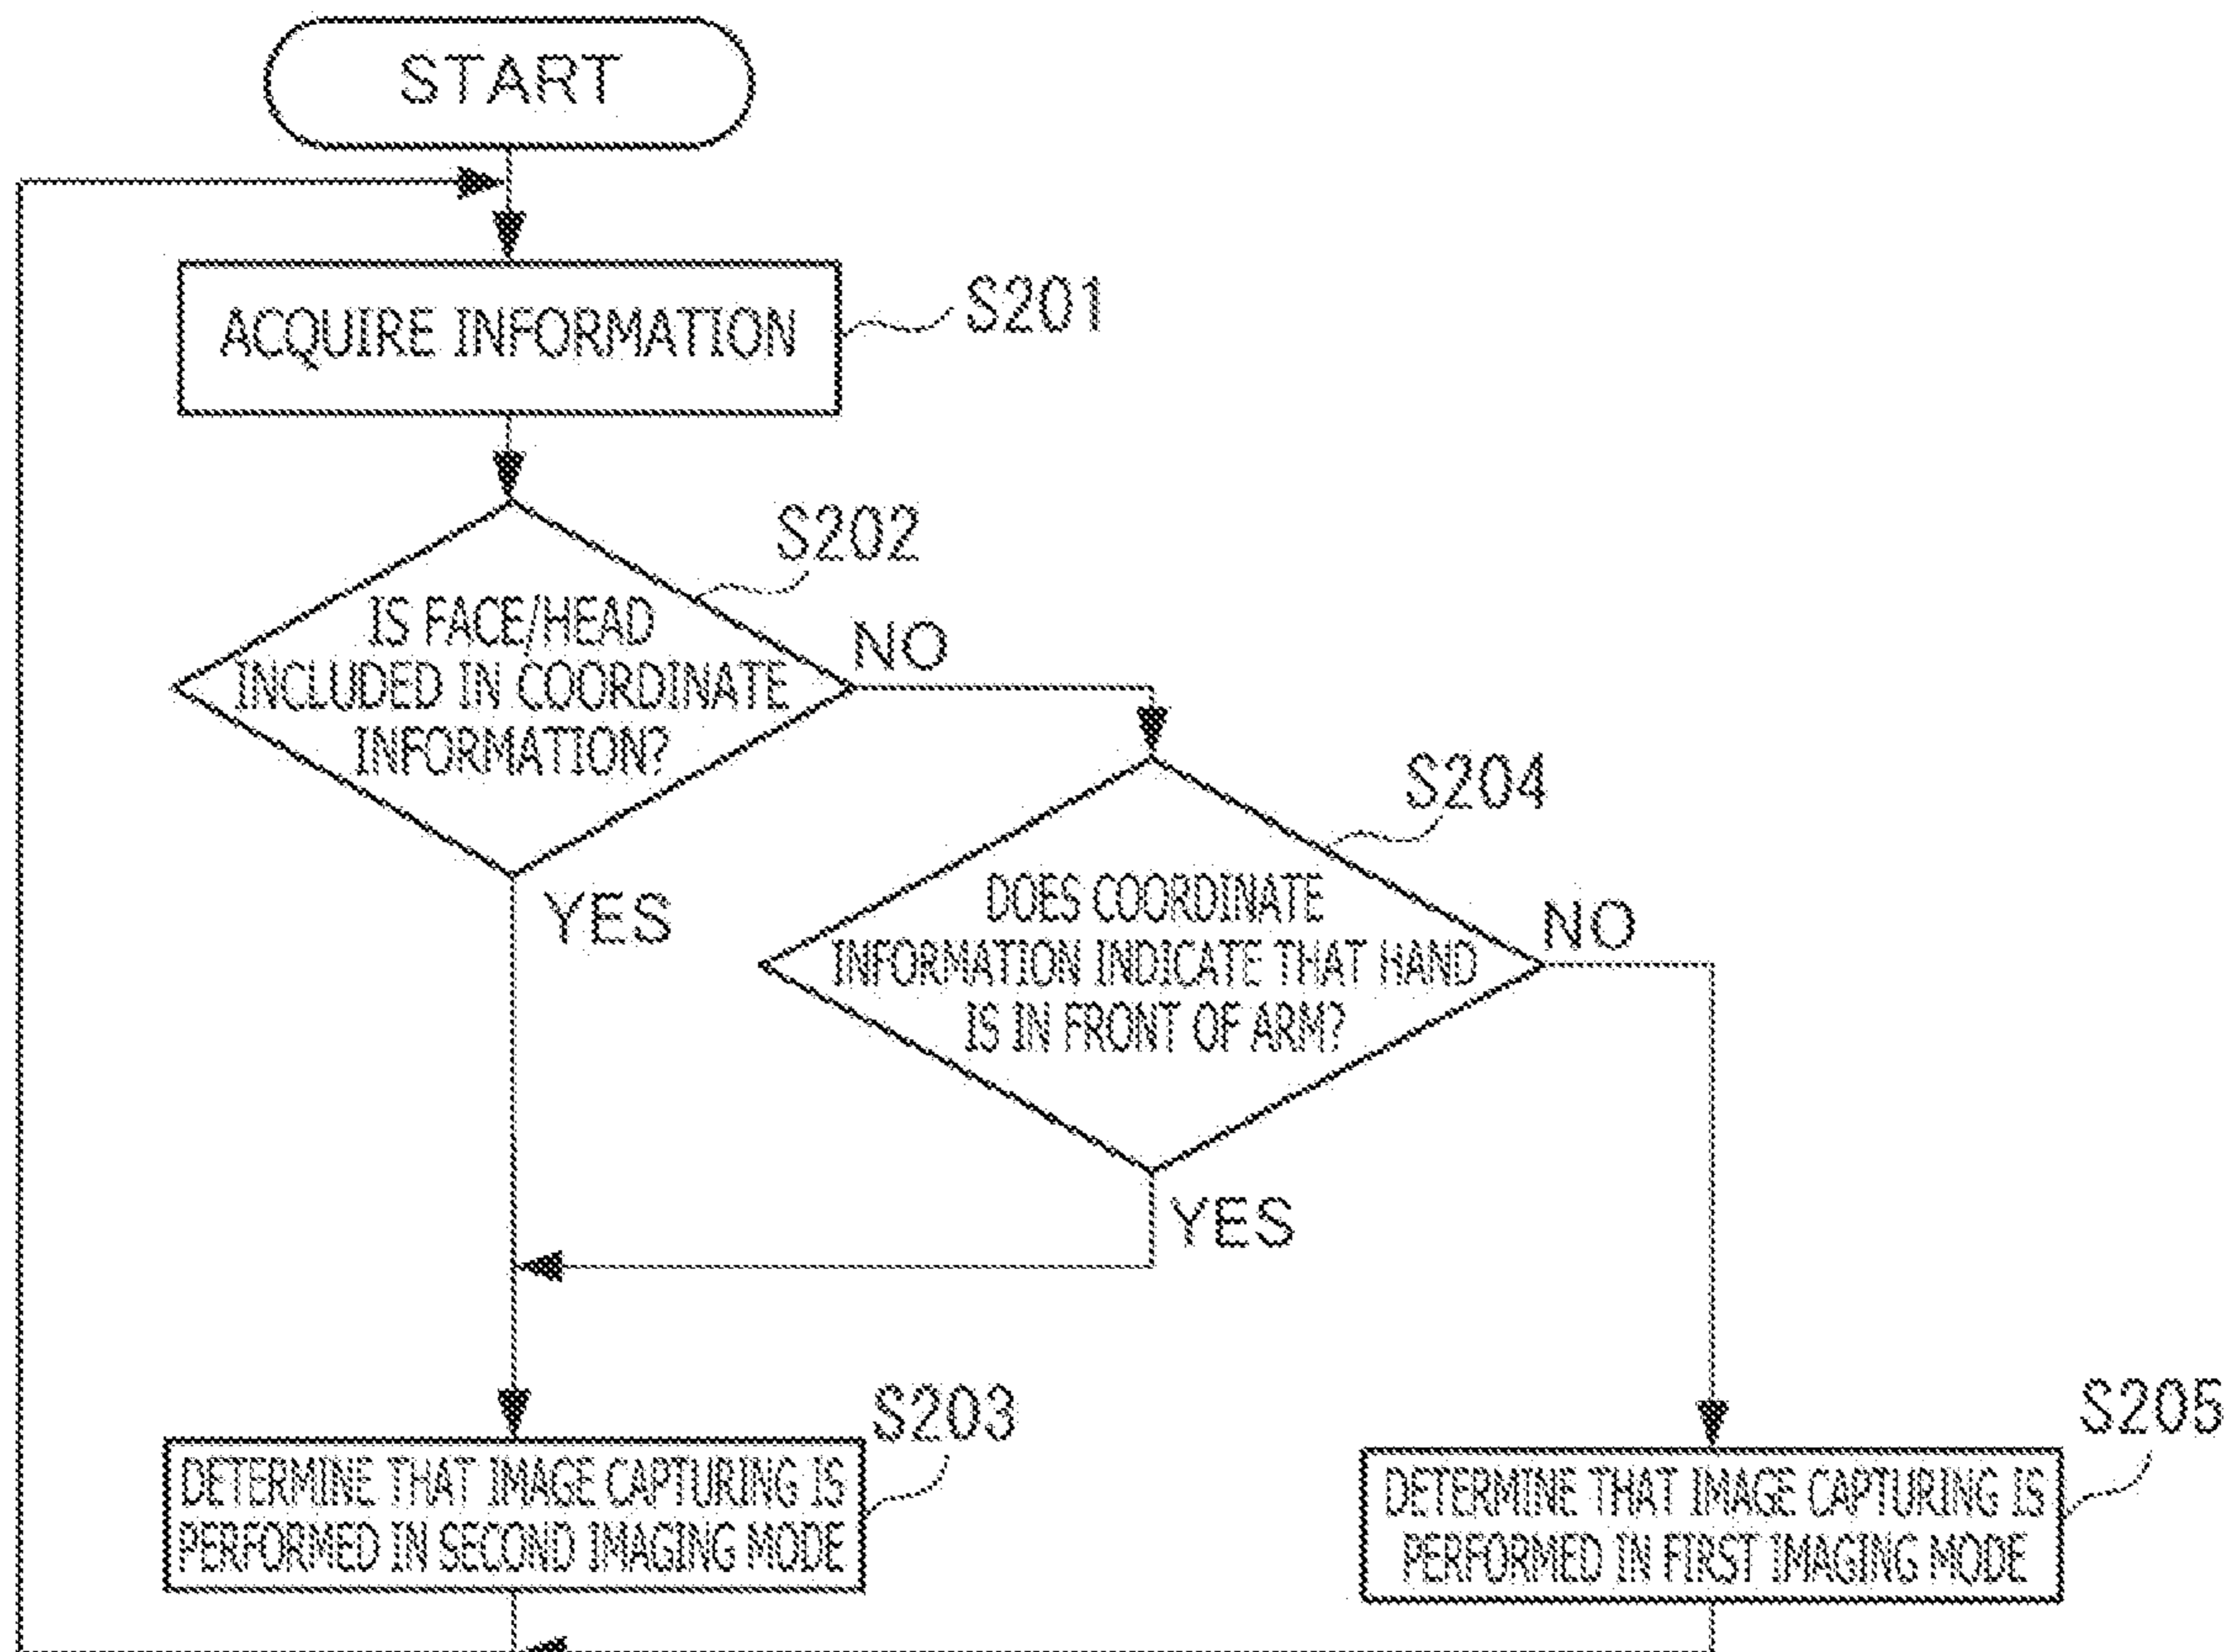 START
ACQUIRE INFORMATION
S201
S202
IS FACE/HEAD
INCLUDED IN COORDINATE
INFORMATION?
NO
YES
S204
DOES COORDINATE
INFORMATION INDICATE THAT HAND
IS IN FRONT OF ARM?
NO
YES
S203
DETERMINE THAT IMAGE CAPTURING IS
PERFORMED IN SECOND IMAGING MODE
S205
DETERMINE THAT IMAGE CAPTURING IS
PERFORMED IN FIRST IMAGING MODE